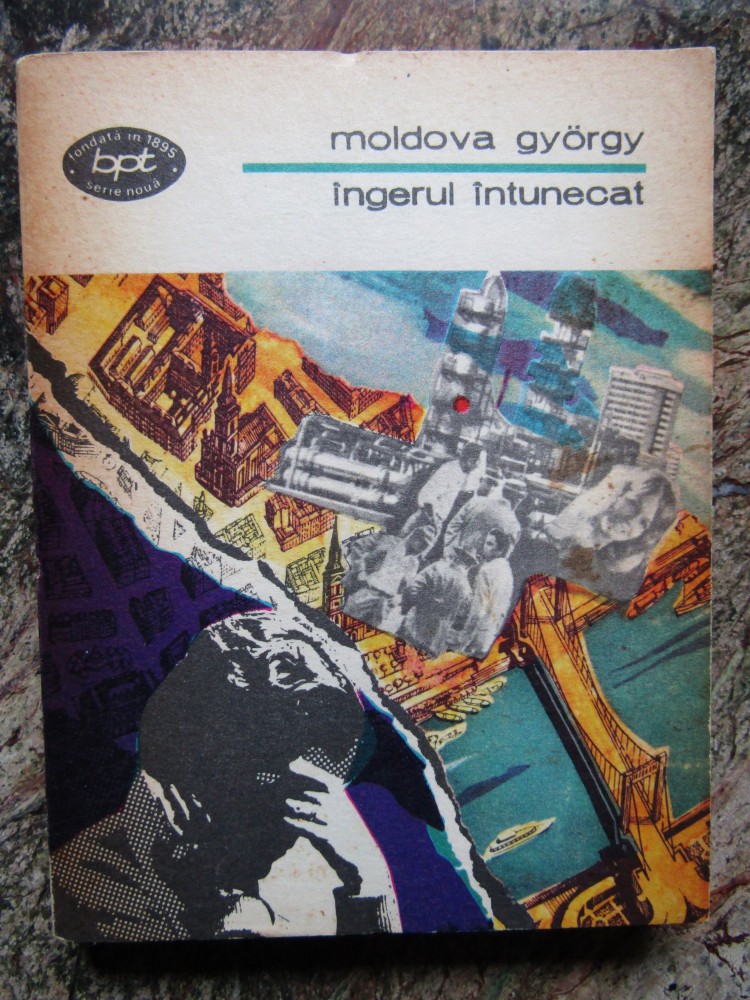 fondată în 1895
bpt
serie nouă
moldova györgy
îngerul întunecat